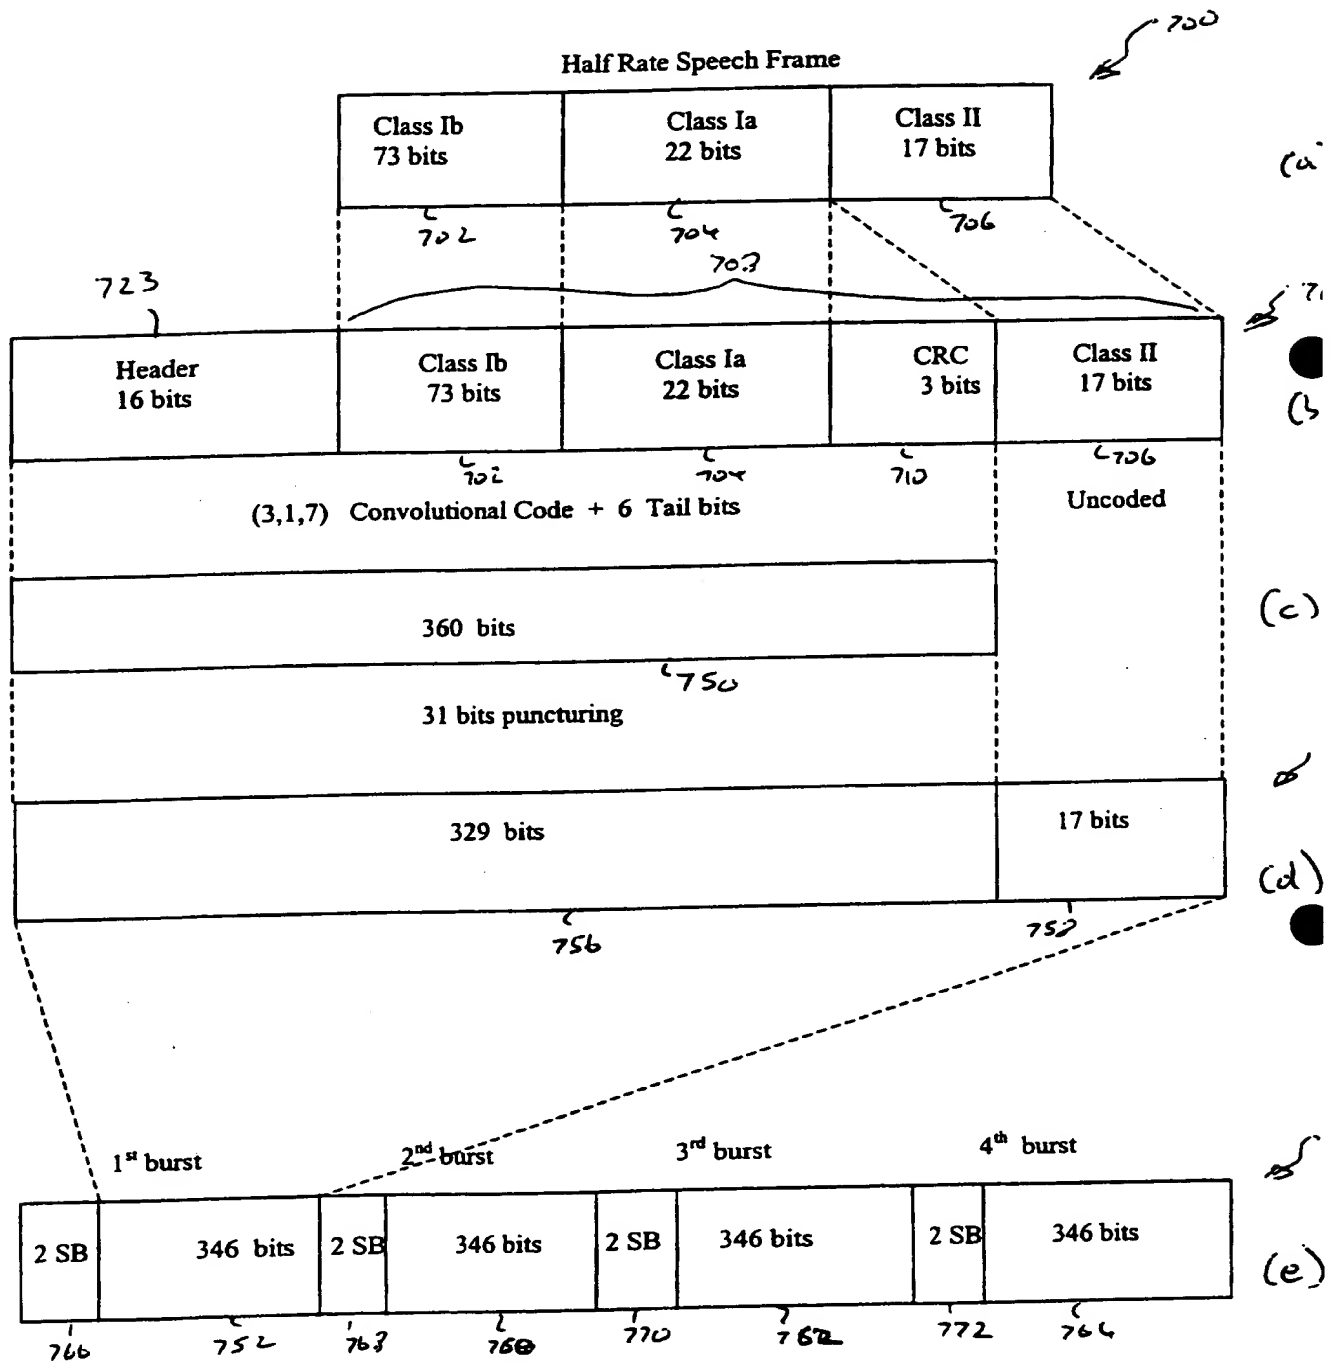 700
Half Rate Speech Frame
Class Ib
73 bits
Class Ia
22 bits
Class II
17 bits
702
704
706
703
723
Header
16 bits
Class Ib
73 bits
Class Ia
22 bits
CRC
3 bits
Class II
17 bits
702
704
710
706
(3,1,7) Convolutional Code + 6 Tail bits
Uncoded
360 bits
(c)
750
31 bits puncturing
329 bits
17 bits
(d)
756
1st burst
2nd burst
3rd burst
4th burst
2 SB
346 bits
2 SB
346 bits
2 SB
346 bits
2 SB
346 bits
(e)
766
752
770
772